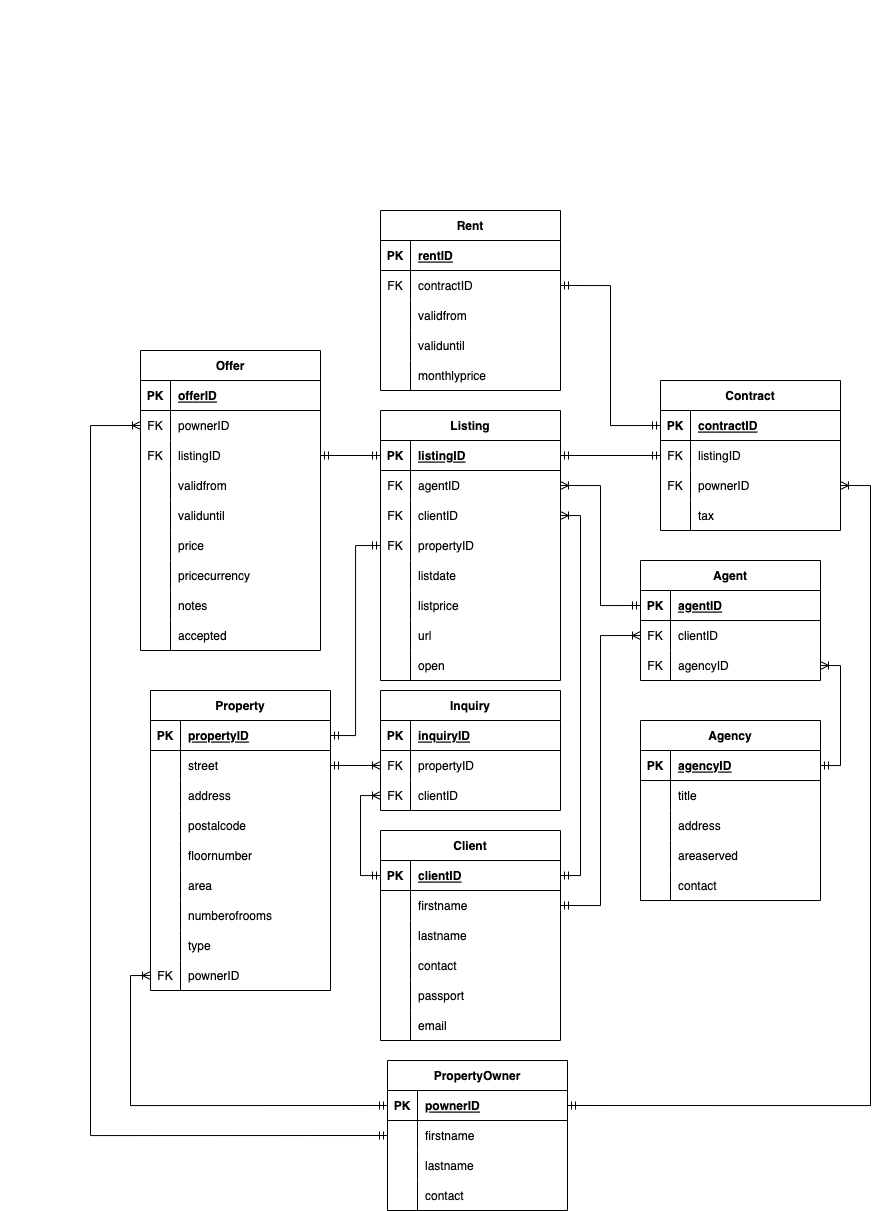 Rent
PK rentID
FK contractID
validfrom
validuntil
monthlyprice
Offer
PK offerID
FK pownerID
FK listingID
validfrom
validuntil
price
pricecurrency
notes
accepted
Listing
PK listingID
FK agentID
FK clientID
FK propertyID
listdate
listprice
url
open
Contract
PK contractID
FK listingID
FK pownerID
tax
Agent
PK agentID
FK clientID
FK agencyID
Property
PK propertyID
street
address
postalcode
floornumber
area
numberofrooms
type
FK pownerID
Inquiry
PK inquiryID
FK propertyID
FK clientID
Agency
PK agencyID
title
address
areaserved
contact
Client
PK clientID
firstname
lastname
contact
passport
email
PropertyOwner
PK pownerID
firstname
lastname
contact